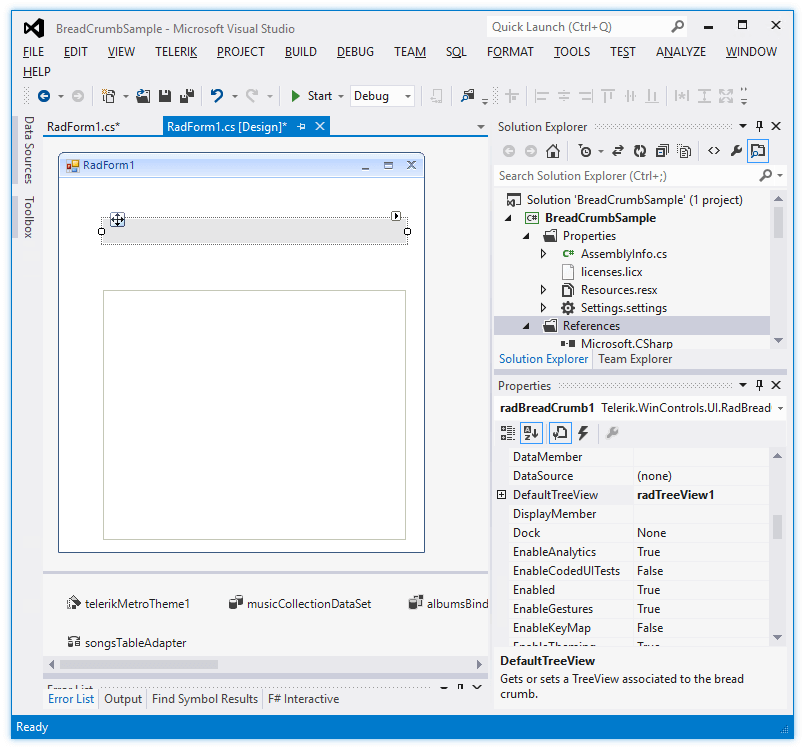 BreadCrumbSample - Microsoft Visual Studio
Quick Launch (Ctrl+Q)
FILE EDIT VIEW TELERIK PROJECT BUILD DEBUG TEAM SQL FORMAT TOOLS TEST ANALYZE WINDOW
HELP
Start Debug
Data Sources
Toolbox
RadForm1.cs*
RadForm1.cs [Design]*
RadForm1
telerikMetroTheme1
musicCollectionDataSet
albumsBind
songsTableAdapter
Error List
Error List Output Find Symbol Results F# Interactive
Solution Explorer
Search Solution Explorer (Ctrl+;)
Solution 'BreadCrumbSample' (1 project)
C# BreadCrumbSample
Properties
C# AssemblyInfo.cs
licenses.licx
Resources.resx
Settings.settings
References
Microsoft.CSharp
Solution Explorer Team Explorer
Properties
radBreadCrumb1 Telerik.WinControls.UI.RadBread
DataMember
DataSource (none)
DefaultTreeView radTreeView1
DisplayMember
Dock None
EnableAnalytics True
EnableCodedUITests False
Enabled True
EnableGestures True
EnableKeyMap False
EnableTheming True
DefaultTreeView
Gets or sets a TreeView associated to the bread
crumb.
Ready